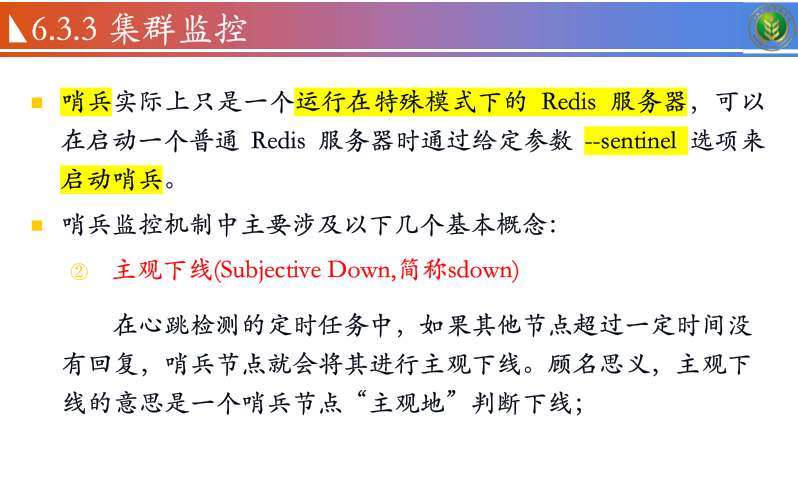 6.3.3 集群监控
哨兵实际上只是一个运行在特殊模式下的 Redis 服务器，可以
在启动一个普通 Redis 服务器时通过给定参数 --sentinel 选项来
启动哨兵。
哨兵监控机制中主要涉及以下几个基本概念：
② 主观下线(Subjective Down,简称sdown)
在心跳检测的定时任务中，如果其他节点超过一定时间没
有回复，哨兵节点就会将其进行主观下线。顾名思义，主观下
线的意思是一个哨兵节点“主观地”判断下线；